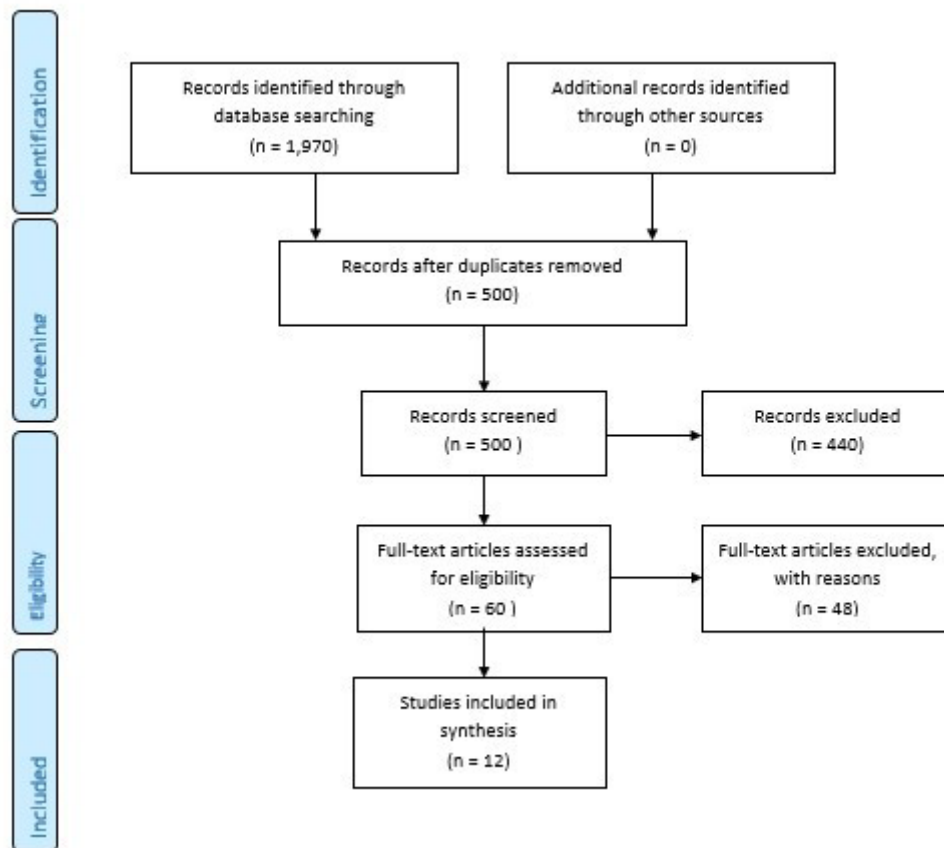 Identification
Records identified through
database searching
(n = 1,970)
Additional records identified
through other sources
(n = 0)
Screening
Records after duplicates removed
(n = 500)
Records screened
(n = 500 )
Records excluded
(n = 440)
Eligibility
Full-text articles assessed
for eligibility
(n = 60 )
Full-text articles excluded,
with reasons
(n = 48)
Included
Studies included in
synthesis
(n = 12)